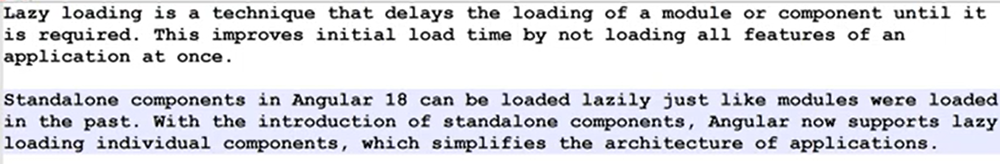 Lazy loading is a technique that delays the loading of a module or component until it
is required. This improves initial load time by not loading all features of an
application at once.
Standalone components in Angular 18 can be loaded lazily just like modules were loaded
in the past. With the introduction of standalone components, Angular now supports lazy
loading individual components, which simplifies the architecture of applications.